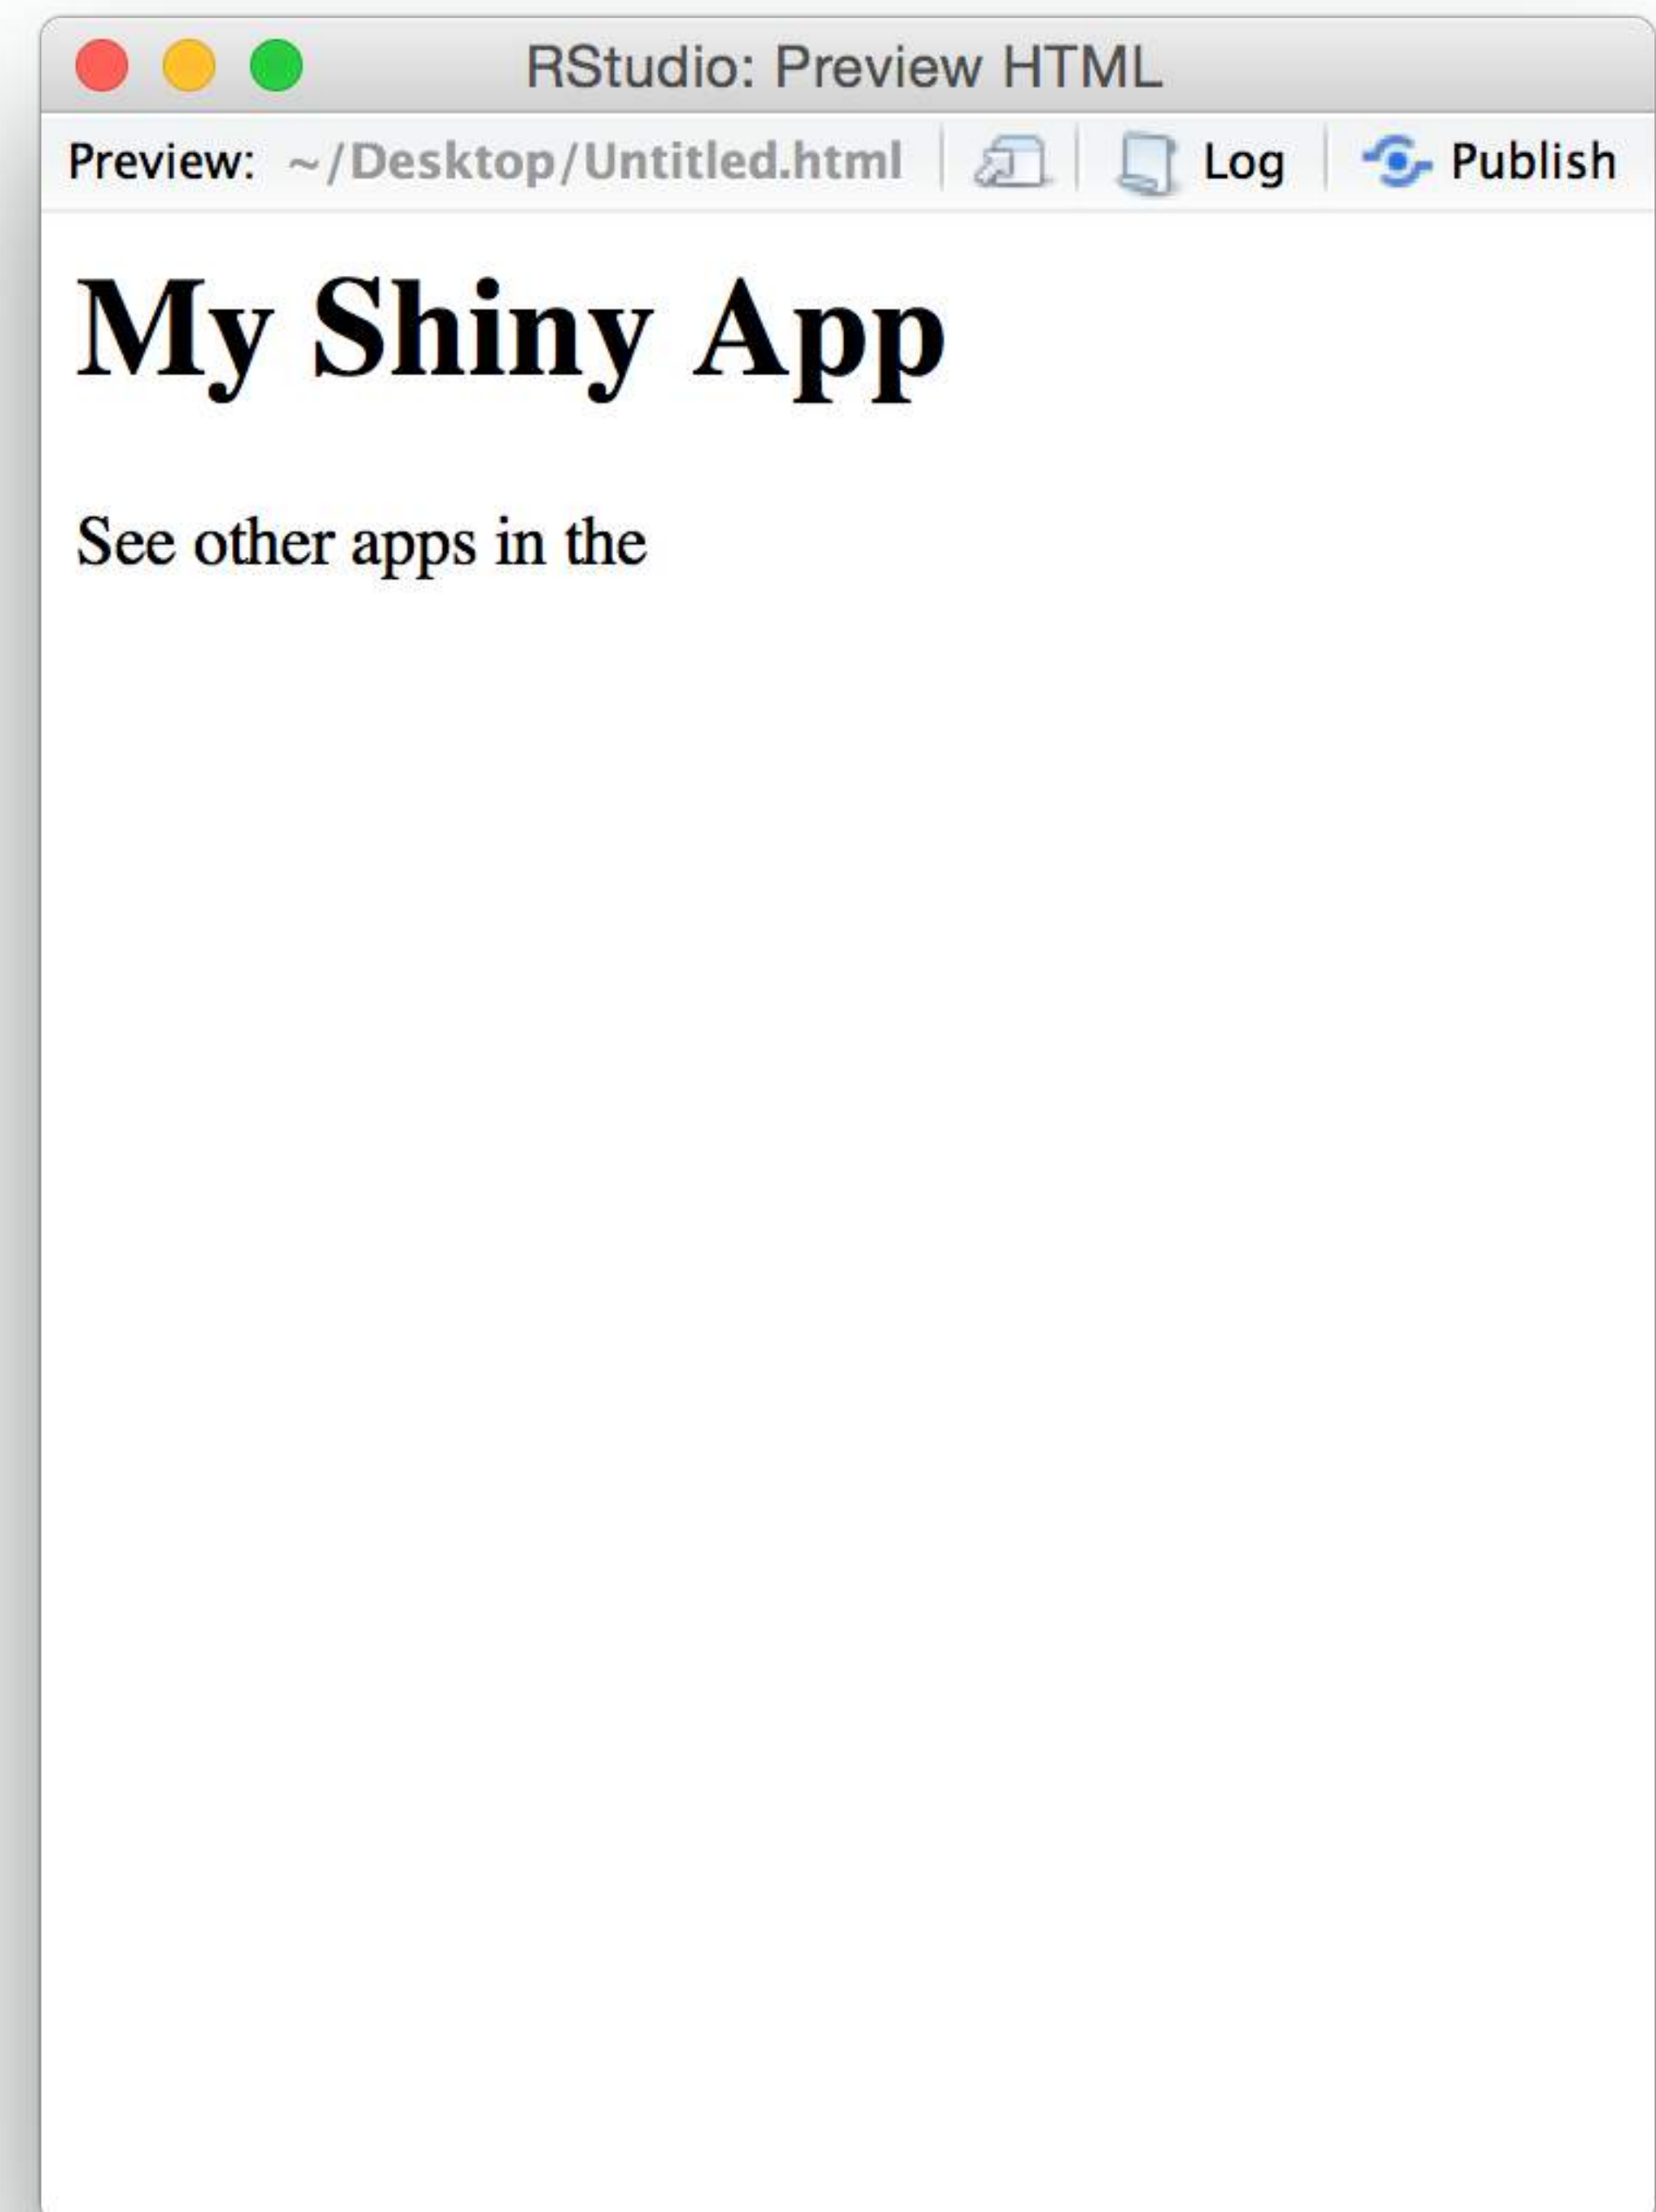 RStudio: Preview HTML
Preview: ~/Desktop/Untitled.html Log Publish
My Shiny App
See other apps in the